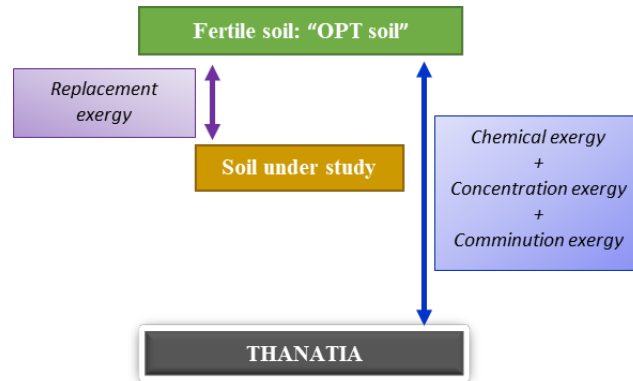 Fertile soil: “OPT soil”
Replacement
exergy
Soil under study
Chemical exergy
+
Concentration exergy
+
Comminution exergy
THANATIA